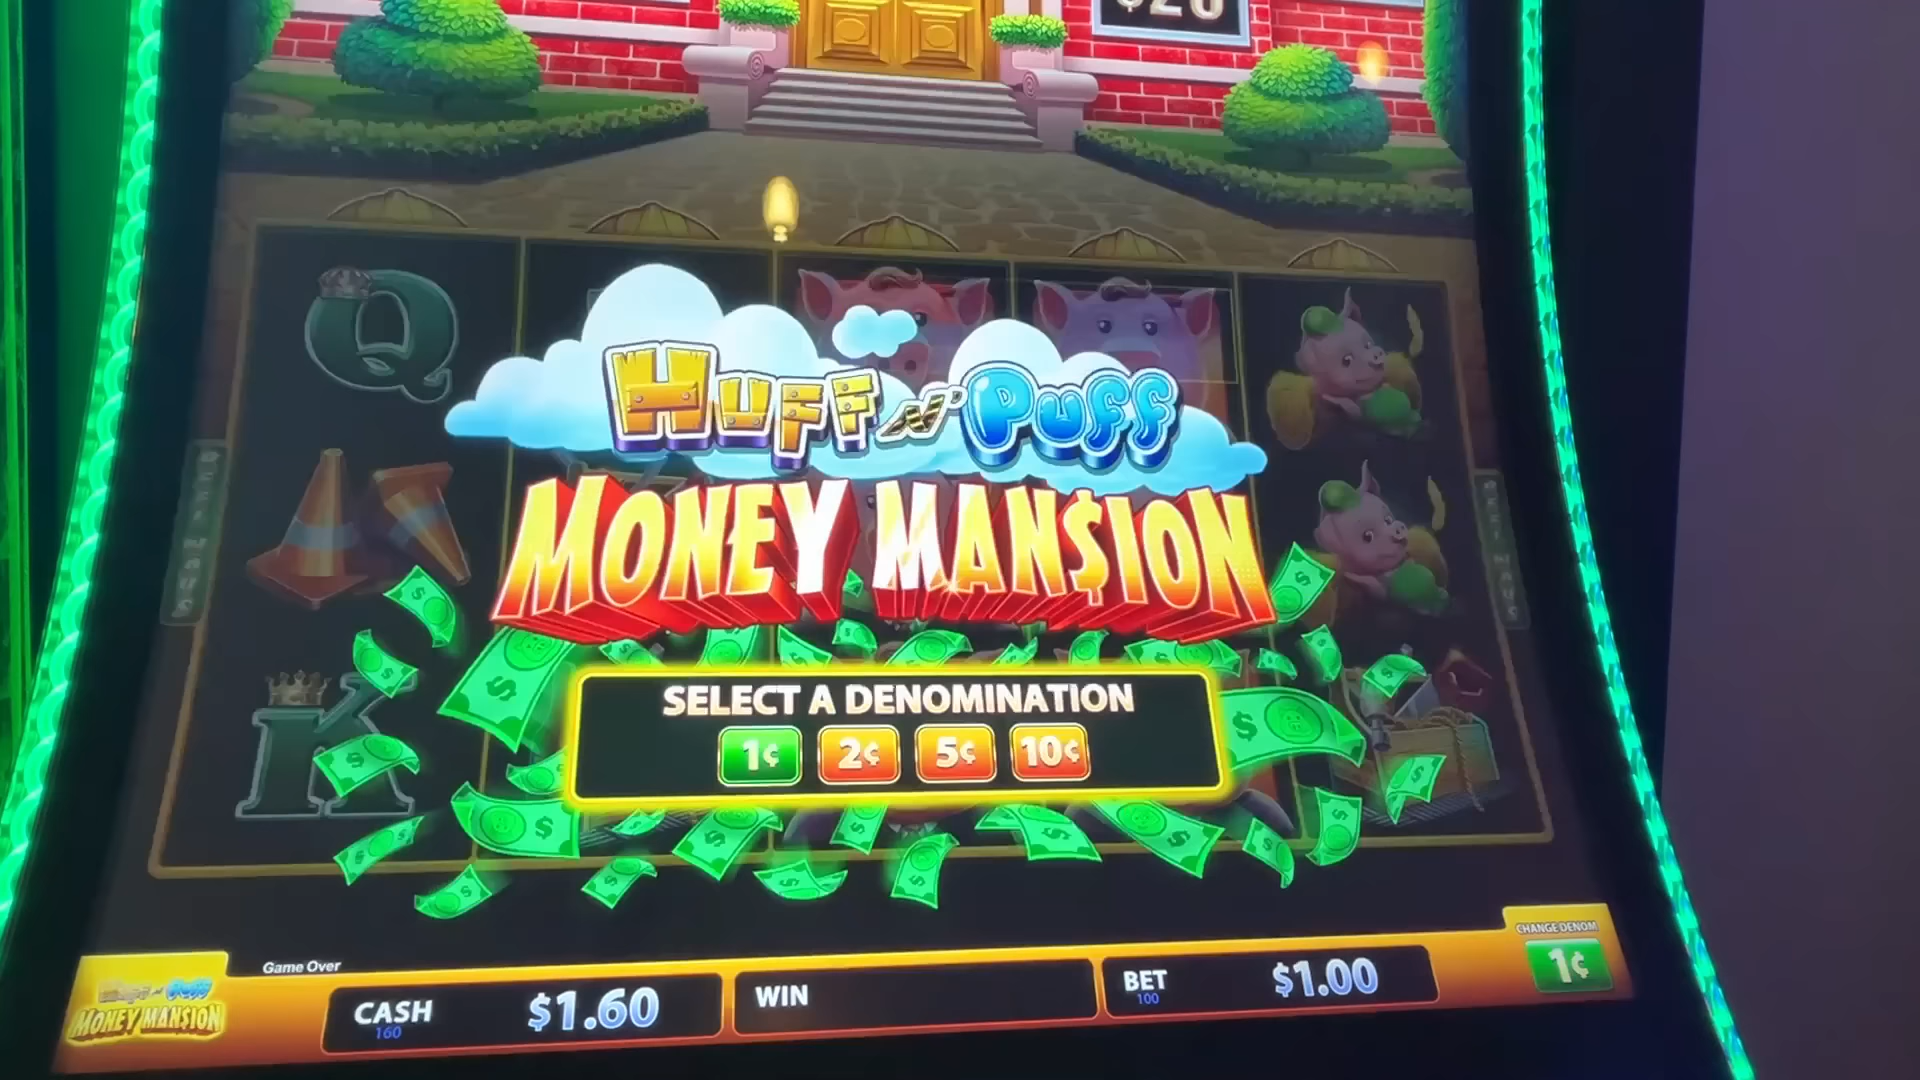 $20
Q
HUFF N' PUFF
MONEY MAN$ION
SELECT A DENOMINATION
1¢ 2¢ 5¢ 10¢
K
CHANGE DENOM
1¢
Game Over
HUFF N' PUFF
MONEY MANSION
CASH $1.60
160
WIN
BET $1.00
100